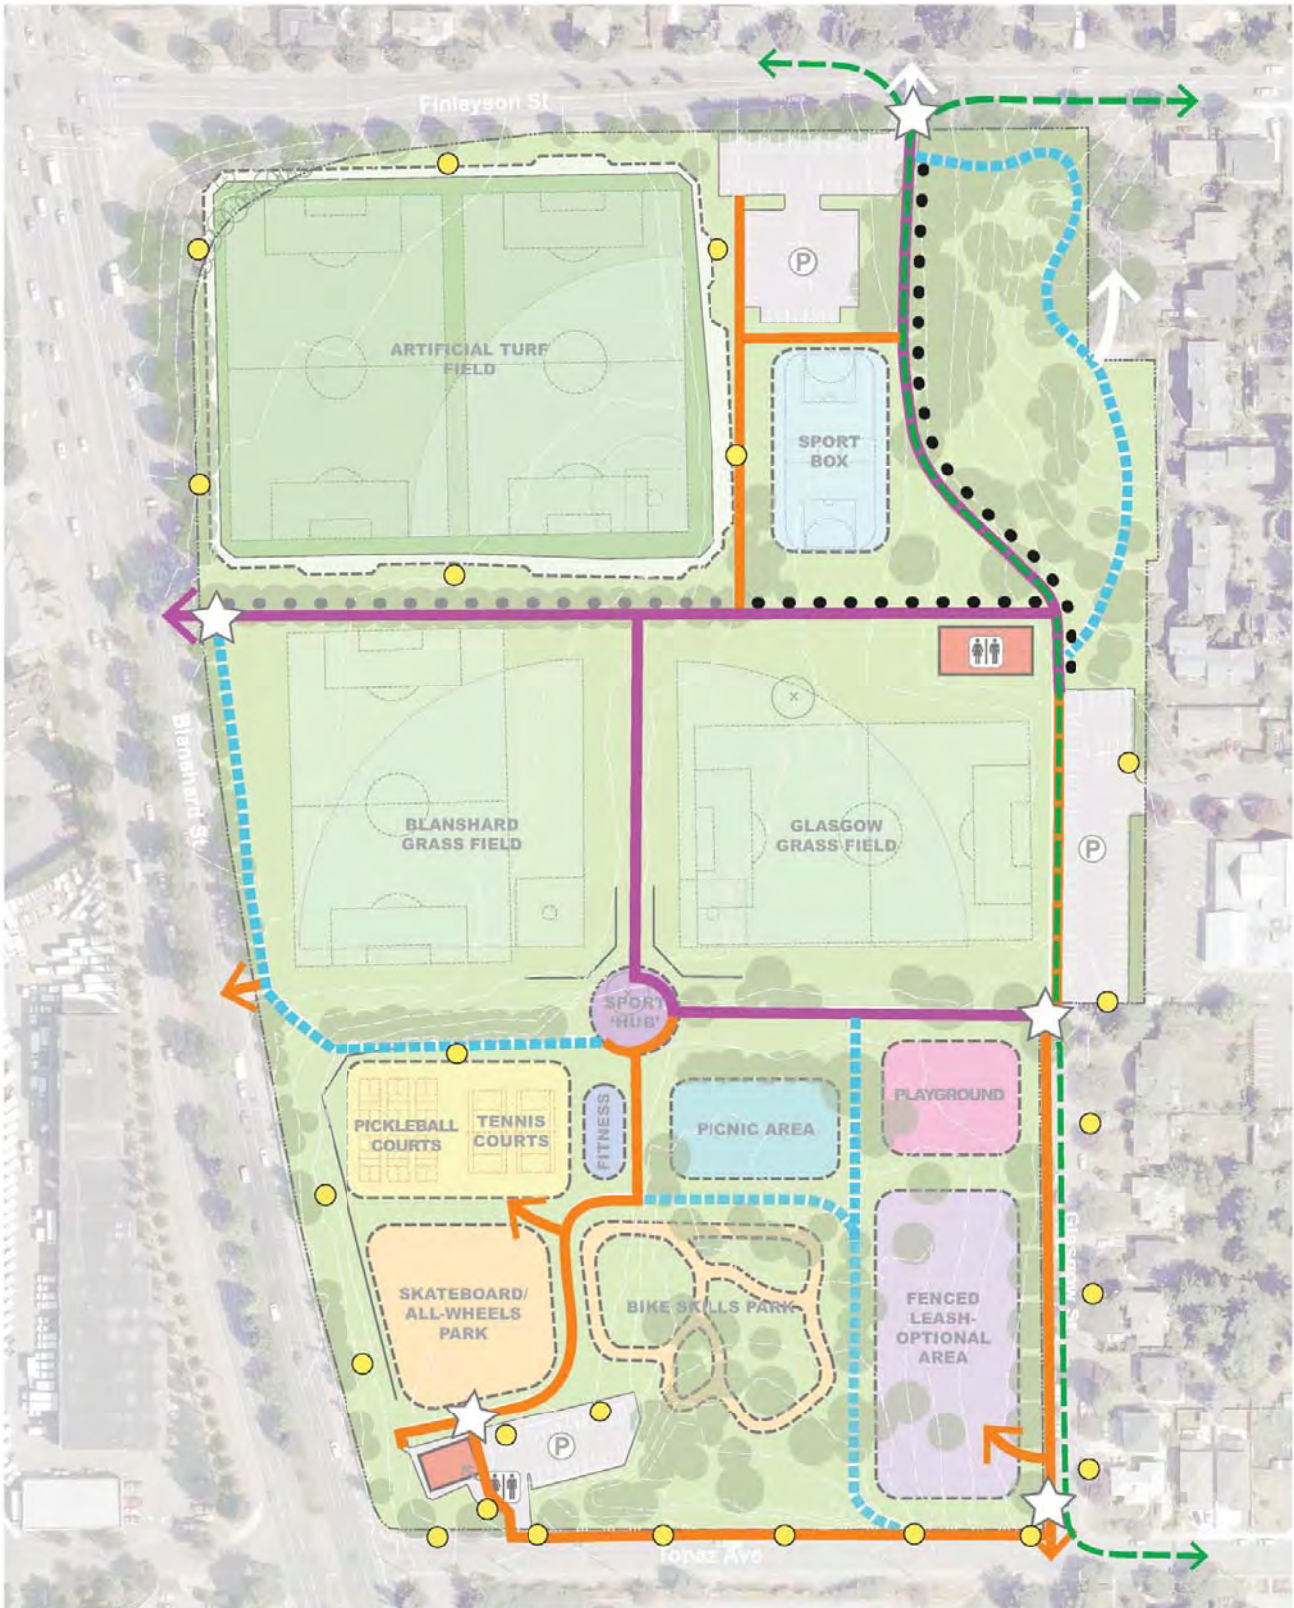 Finlayson St
P
ARTIFICIAL TURF
FIELD
SPORT
BOX
Blanshard St
BLANSHARD
GRASS FIELD
GLASGOW
GRASS FIELD
P
SPORT
'HUB'
PICKLEBALL
COURTS
TENNIS
COURTS
FITNESS
PICNIC AREA
PLAYGROUND
SKATEBOARD/
ALL-WHEELS
PARK
BIKE SKILLS PARK
FENCED
LEASH-
OPTIONAL
AREA
P
Topaz Ave